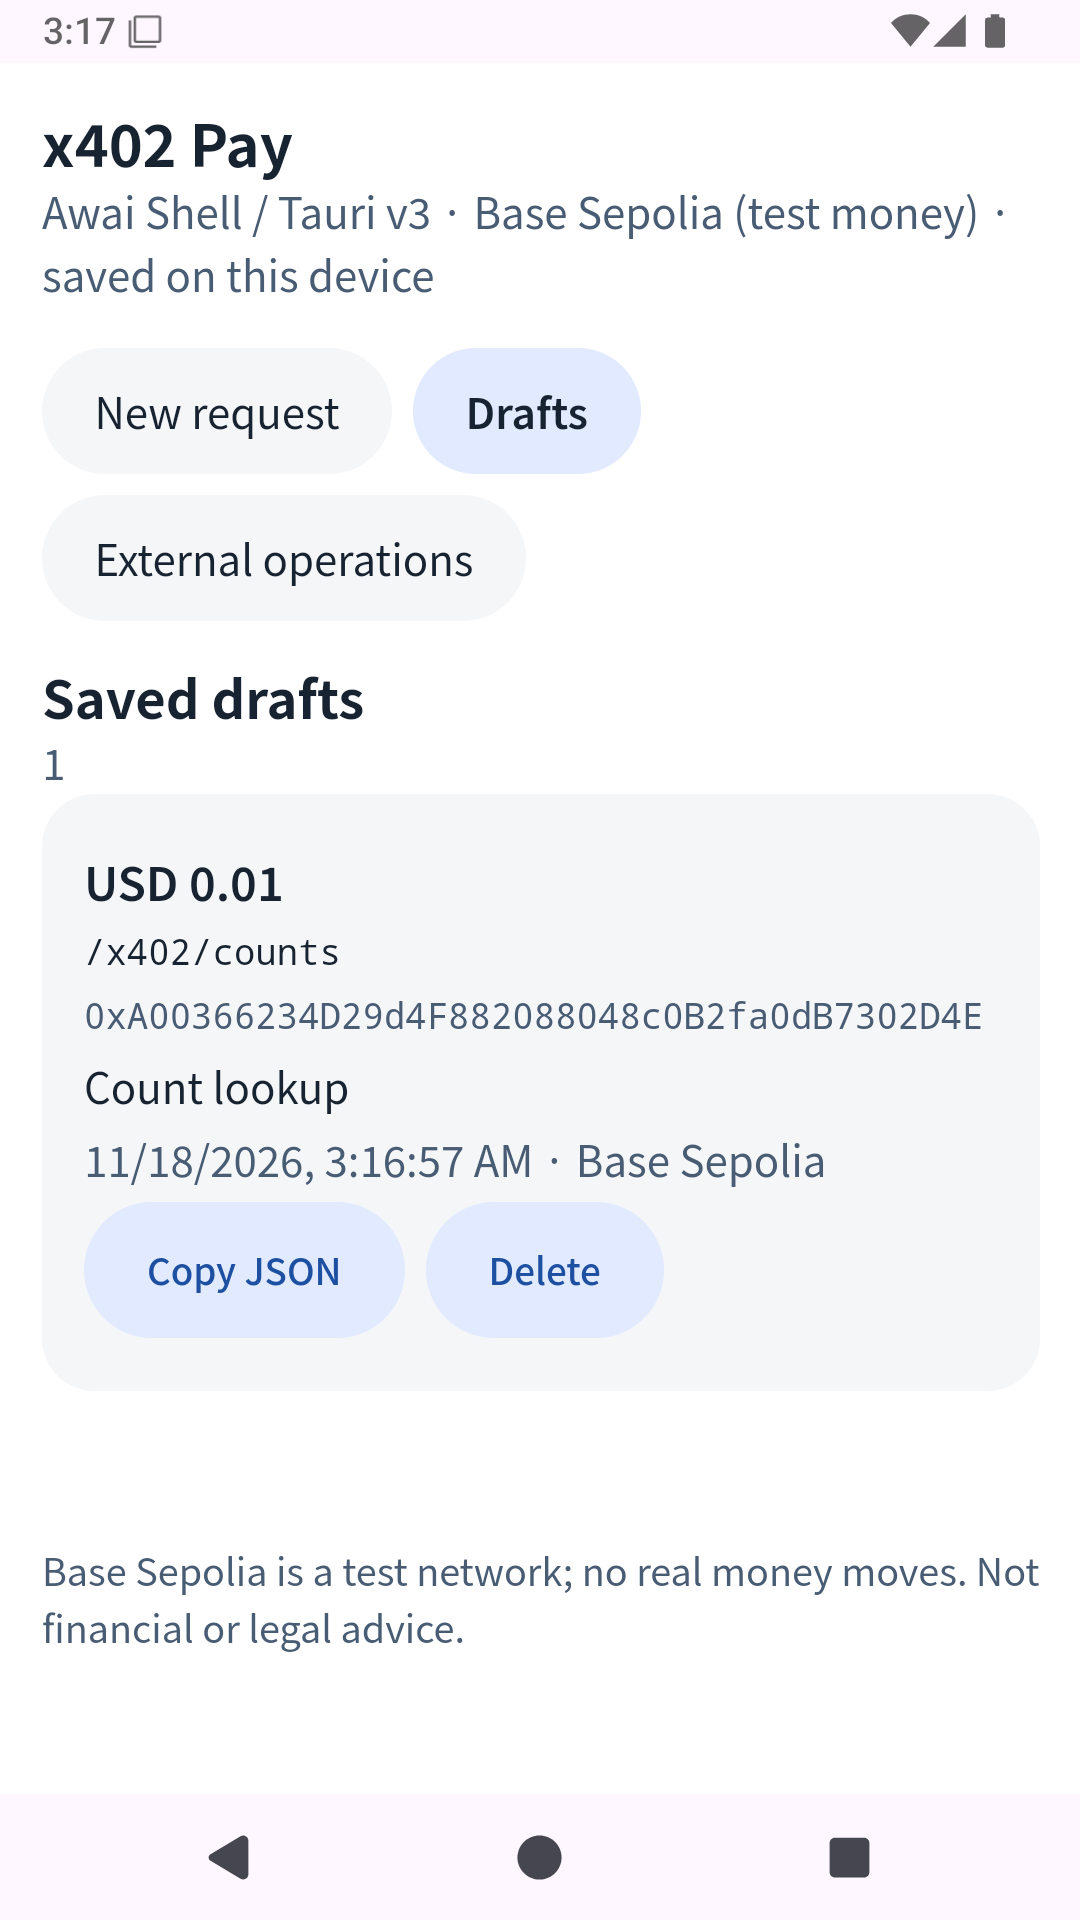 3:17
x402 Pay
Awai Shell / Tauri v3 · Base Sepolia (test money) ·
saved on this device
New request
Drafts
External operations
Saved drafts
1
USD 0.01
/x402/counts
0xA00366234D29d4F882088048c0B2fa0dB7302D4E
Count lookup
11/18/2026, 3:16:57 AM · Base Sepolia
Copy JSON
Delete
Base Sepolia is a test network; no real money moves. Not
financial or legal advice.